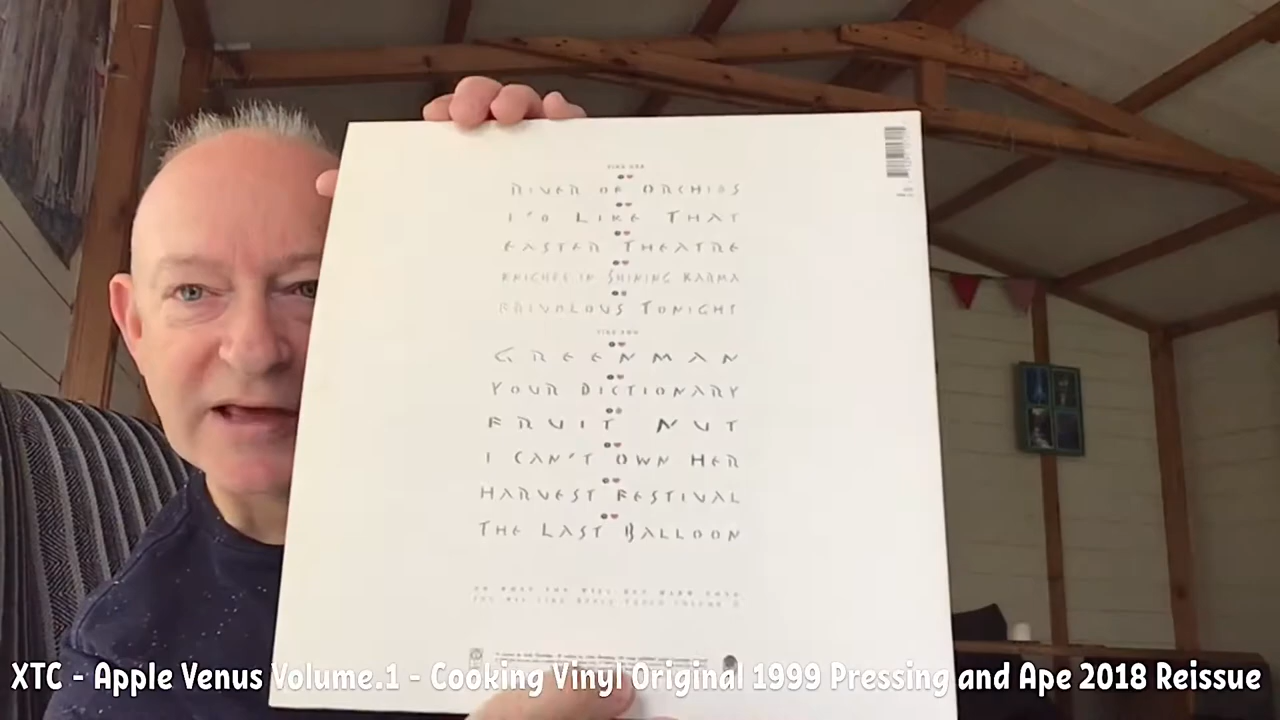 SIDE ONE
RIVER OF ORCHIDS
I'D LIKE THAT
EASTER THEATRE
KNIGHTS IN SHINING KARMA
FRIVOLOUS TONIGHT
SIDE TWO
GREENMAN
YOUR DICTIONARY
FRUIT NUT
I CAN'T OWN HER
HARVEST FESTIVAL
THE LAST BALLOON
XTC - Apple Venus Volume.1 - Cooking Vinyl Original 1999 Pressing and Ape 2018 Reissue